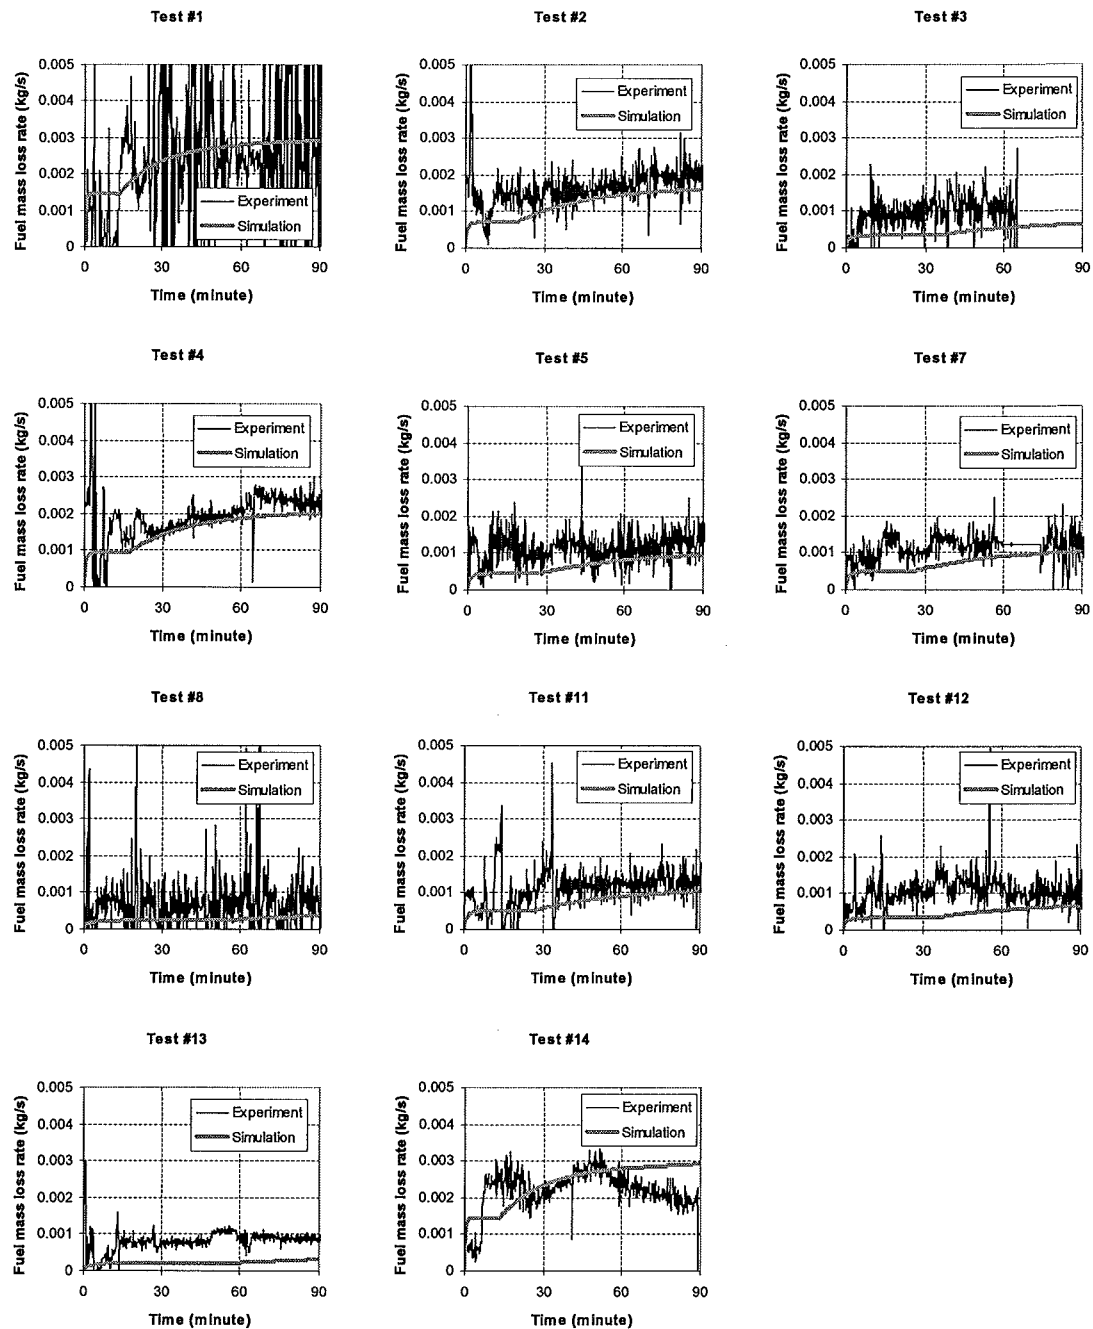 Test #1
Fuel mass loss rate (kg/s)
0.005
0.004
0.003
0.002
0.001
0
Experiment
Simulation
0 30 60 90
Time (minute)
Test #2
Fuel mass loss rate (kg/s)
0.005
0.004
0.003
0.002
0.001
0
Experiment
Simulation
0 30 60 90
Time (minute)
Test #3
Fuel mass loss rate (kg/s)
0.005
0.004
0.003
0.002
0.001
0
Experiment
Simulation
0 30 60 90
Time (minute)
Test #4
Fuel mass loss rate (kg/s)
0.005
0.004
0.003
0.002
0.001
0
Experiment
Simulation
0 30 60 90
Time (minute)
Test #5
Fuel mass loss rate (kg/s)
0.005
0.004
0.003
0.002
0.001
0
Experiment
Simulation
0 30 60 90
Time (minute)
Test #7
Fuel mass loss rate (kg/s)
0.005
0.004
0.003
0.002
0.001
0
Experiment
Simulation
0 30 60 90
Time (minute)
Test #8
Fuel mass loss rate (kg/s)
0.005
0.004
0.003
0.002
0.001
0
Experiment
Simulation
0 30 60 90
Time (minute)
Test #11
Fuel mass loss rate (kg/s)
0.005
0.004
0.003
0.002
0.001
0
Experiment
Simulation
0 30 60 90
Time (minute)
Test #12
Fuel mass loss rate (kg/s)
0.005
0.004
0.003
0.002
0.001
0
Experiment
Simulation
0 30 60 90
Time (minute)
Test #13
Fuel mass loss rate (kg/s)
0.005
0.004
0.003
0.002
0.001
0
Experiment
Simulation
0 30 60 90
Time (minute)
Test #14
Fuel mass loss rate (kg/s)
0.005
0.004
0.003
0.002
0.001
0
Experiment
Simulation
0 30 60 90
Time (minute)